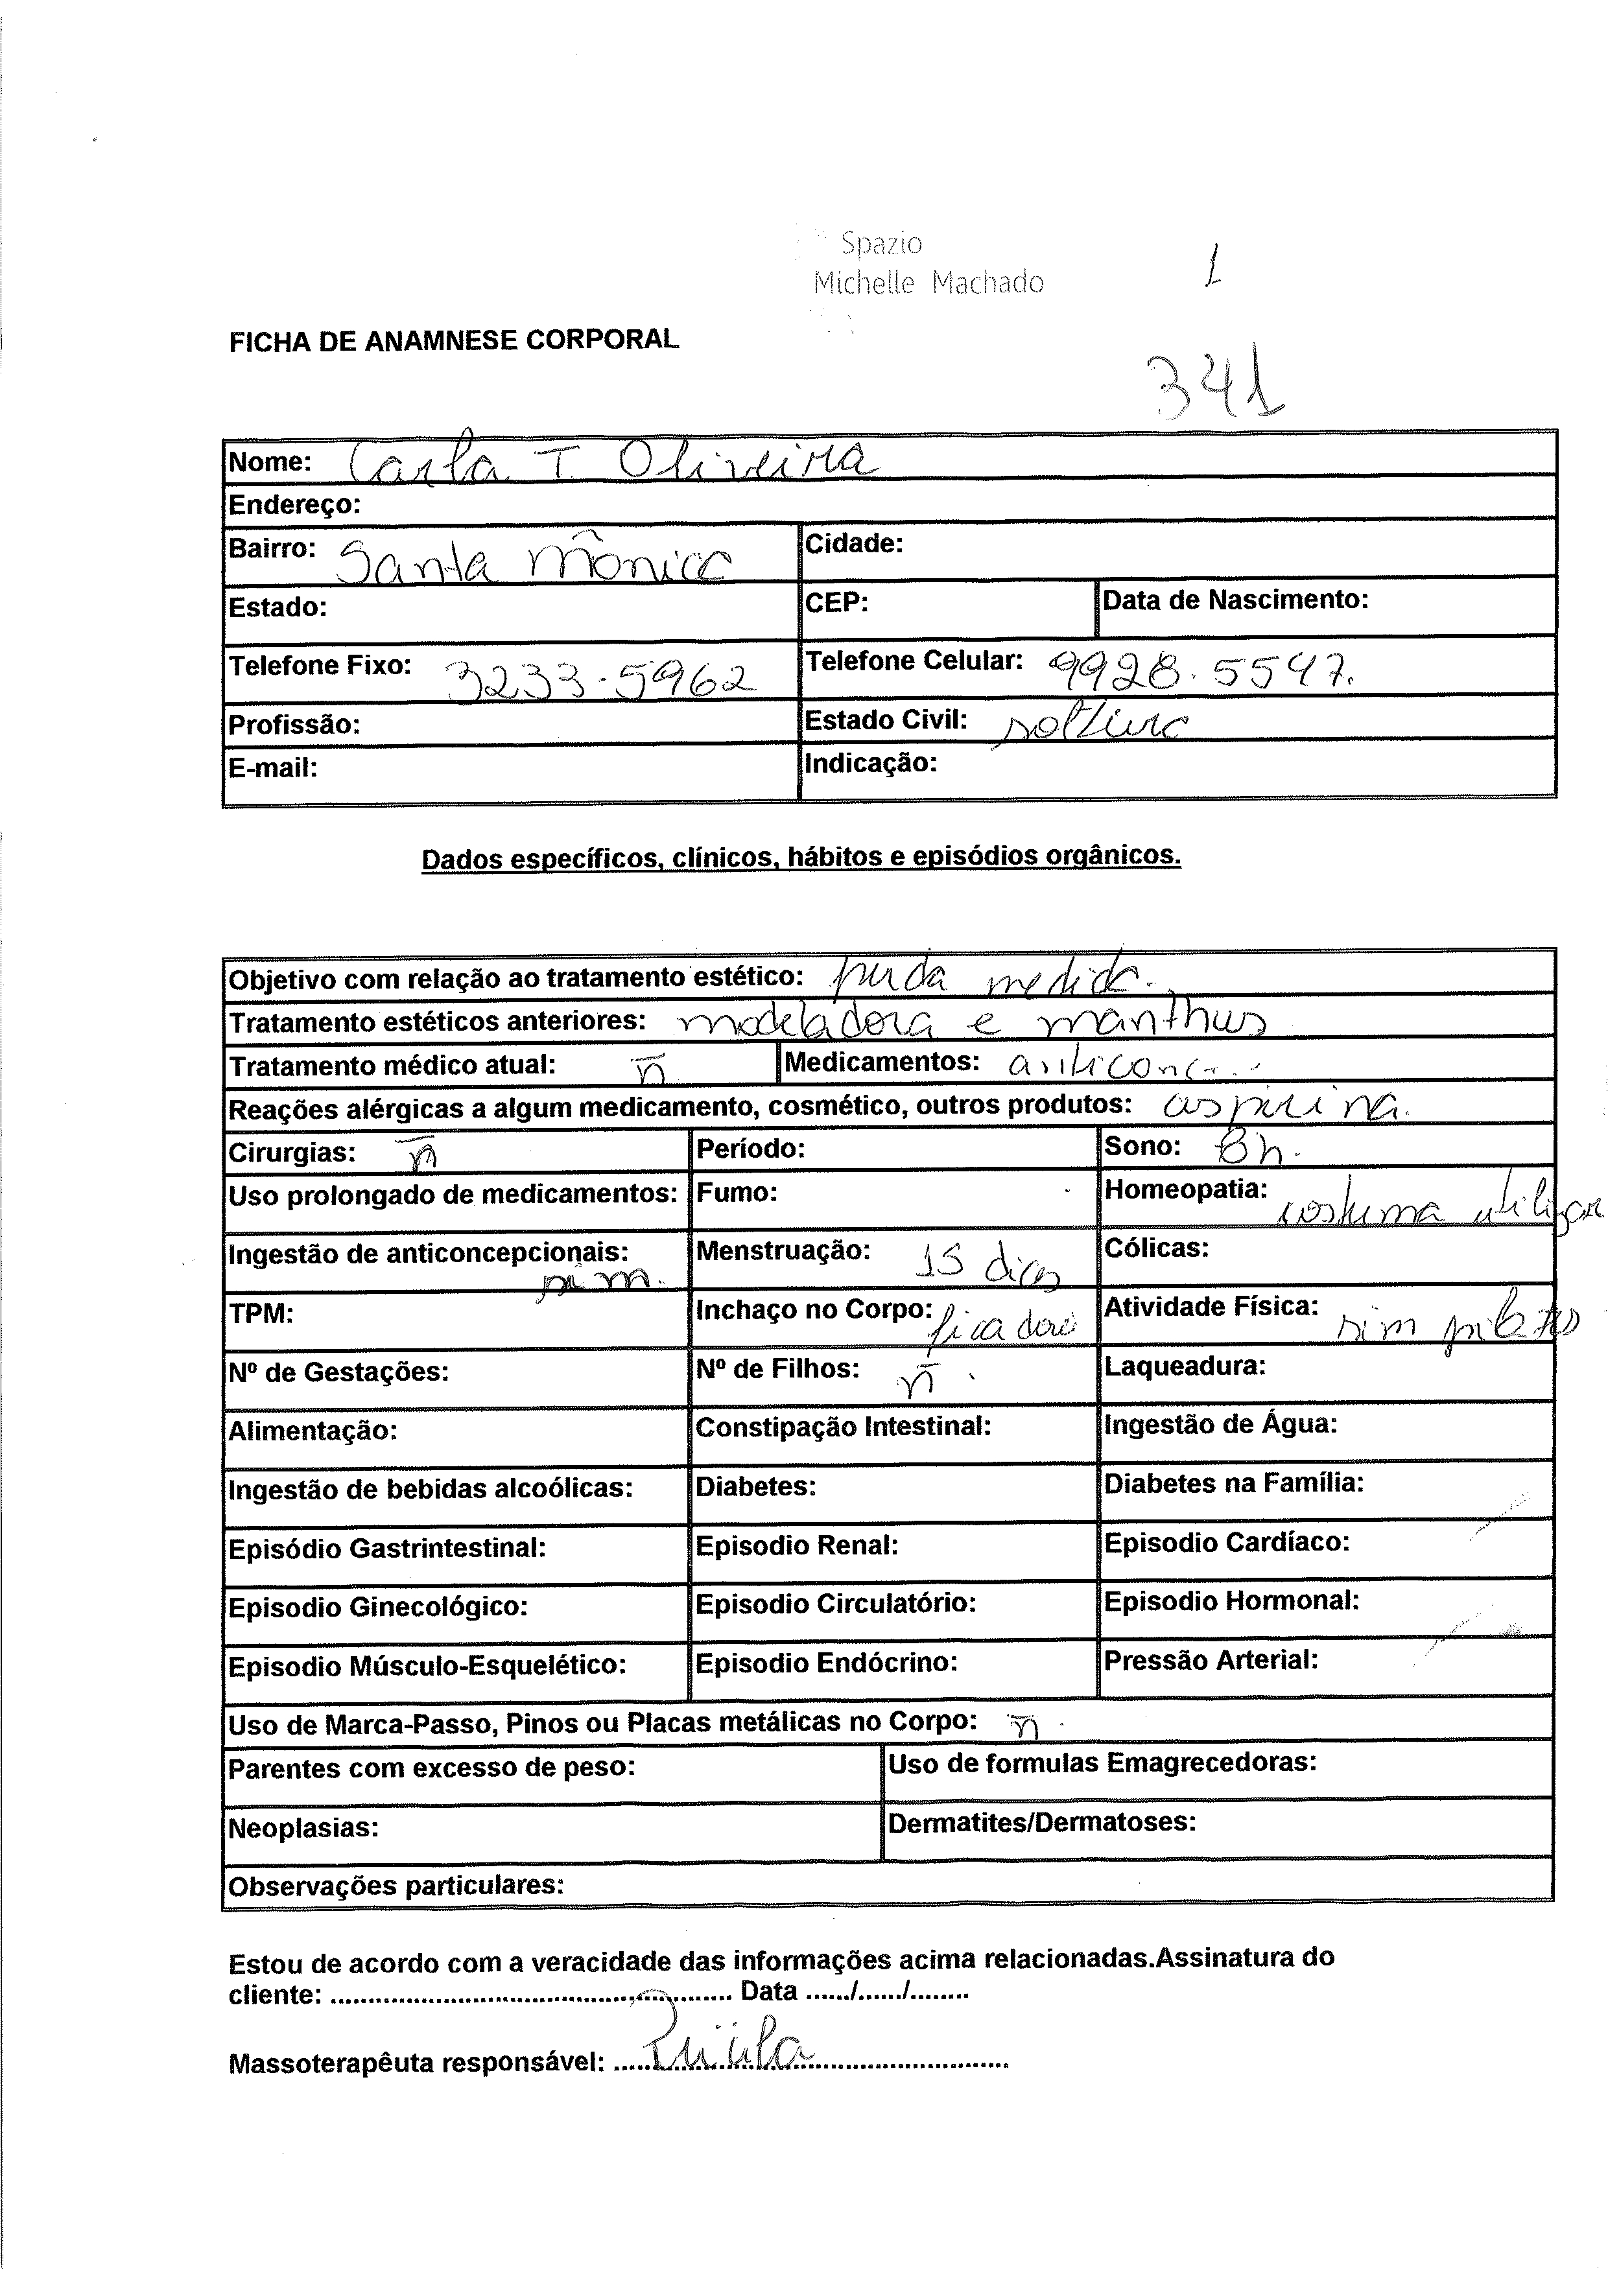 Spazio
Michelle Machado
1
FICHA DE ANAMNESE CORPORAL
341
Nome: Carla T. Oliveira
Endereço:
Bairro: Santa Mônica Cidade:
Estado: CEP: Data de Nascimento:
Telefone Fixo: 3233-5962 Telefone Celular: 9928.5547.
Profissão: Estado Civil: solteira
E-mail: Indicação:
Dados específicos, clínicos, hábitos e episódios orgânicos.
Objetivo com relação ao tratamento estético: perda medida.
Tratamento estéticos anteriores: modeladora e manthus
Tratamento médico atual: ñ Medicamentos: anticonc...
Reações alérgicas a algum medicamento, cosmético, outros produtos: aspirina.
Cirurgias: ñ Período: Sono: 8h.
Uso prolongado de medicamentos: Fumo: Homeopatia: costuma utilizar
Ingestão de anticoncepcionais: sim. Menstruação: 15 dias Cólicas:
TPM: Inchaço no Corpo: fica Atividade Física: sim pilates
Nº de Gestações: Nº de Filhos: ñ. Laqueadura:
Alimentação: Constipação Intestinal: Ingestão de Água:
Ingestão de bebidas alcoólicas: Diabetes: Diabetes na Família:
Episódio Gastrintestinal: Episodio Renal: Episodio Cardíaco:
Episodio Ginecológico: Episodio Circulatório: Episodio Hormonal:
Episodio Músculo-Esquelético: Episodio Endócrino: Pressão Arterial:
Uso de Marca-Passo, Pinos ou Placas metálicas no Corpo: ñ.
Parentes com excesso de peso: Uso de formulas Emagrecedoras:
Neoplasias: Dermatites/Dermatoses:
Observações particulares:
Estou de acordo com a veracidade das informações acima relacionadas.Assinatura do
cliente: ..................................................... Data ....../....../........
Massoterapêuta responsável: .....................................................